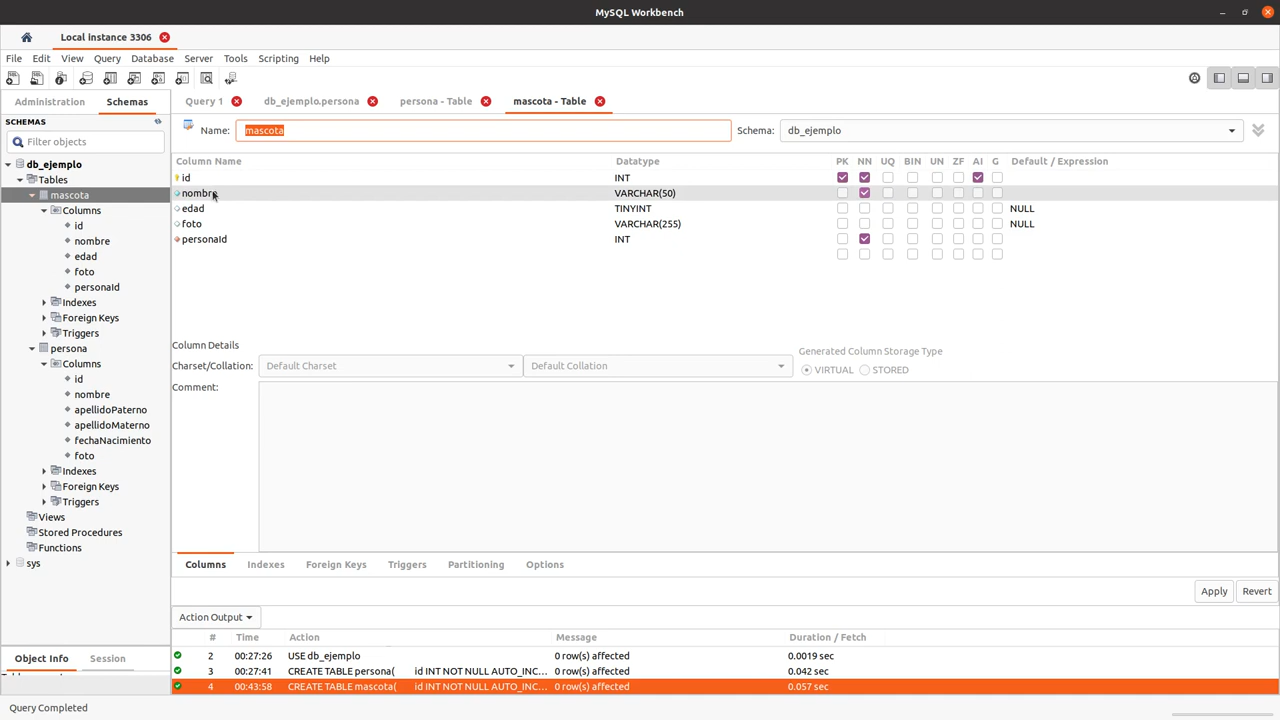 MySQL Workbench
Local instance 3306
File Edit View Query Database Server Tools Scripting Help
Administration Schemas
SCHEMAS
Filter objects
db_ejemplo
Tables
mascota
Columns
id
nombre
edad
foto
personaId
Indexes
Foreign Keys
Triggers
persona
Columns
id
nombre
apellidoPaterno
apellidoMaterno
fechaNacimiento
foto
Indexes
Foreign Keys
Triggers
Views
Stored Procedures
Functions
sys
Object Info Session
Query 1 db_ejemplo.persona persona - Table mascota - Table
Name: mascota Schema: db_ejemplo
Column Name Datatype PK NN UQ BIN UN ZF AI G Default / Expression
id INT
nombre VARCHAR(50)
edad TINYINT NULL
foto VARCHAR(255) NULL
personaId INT
Column Details
Charset/Collation: Default Charset Default Collation
Generated Column Storage Type
VIRTUAL STORED
Comment:
Columns Indexes Foreign Keys Triggers Partitioning Options
Apply Revert
Action Output
# Time Action Message Duration / Fetch
2 00:27:26 USE db_ejemplo 0 row(s) affected 0.0019 sec
3 00:27:41 CREATE TABLE persona( id INT NOT NULL AUTO_INC... 0 row(s) affected 0.042 sec
4 00:43:58 CREATE TABLE mascota( id INT NOT NULL AUTO_INC... 0 row(s) affected 0.057 sec
Query Completed